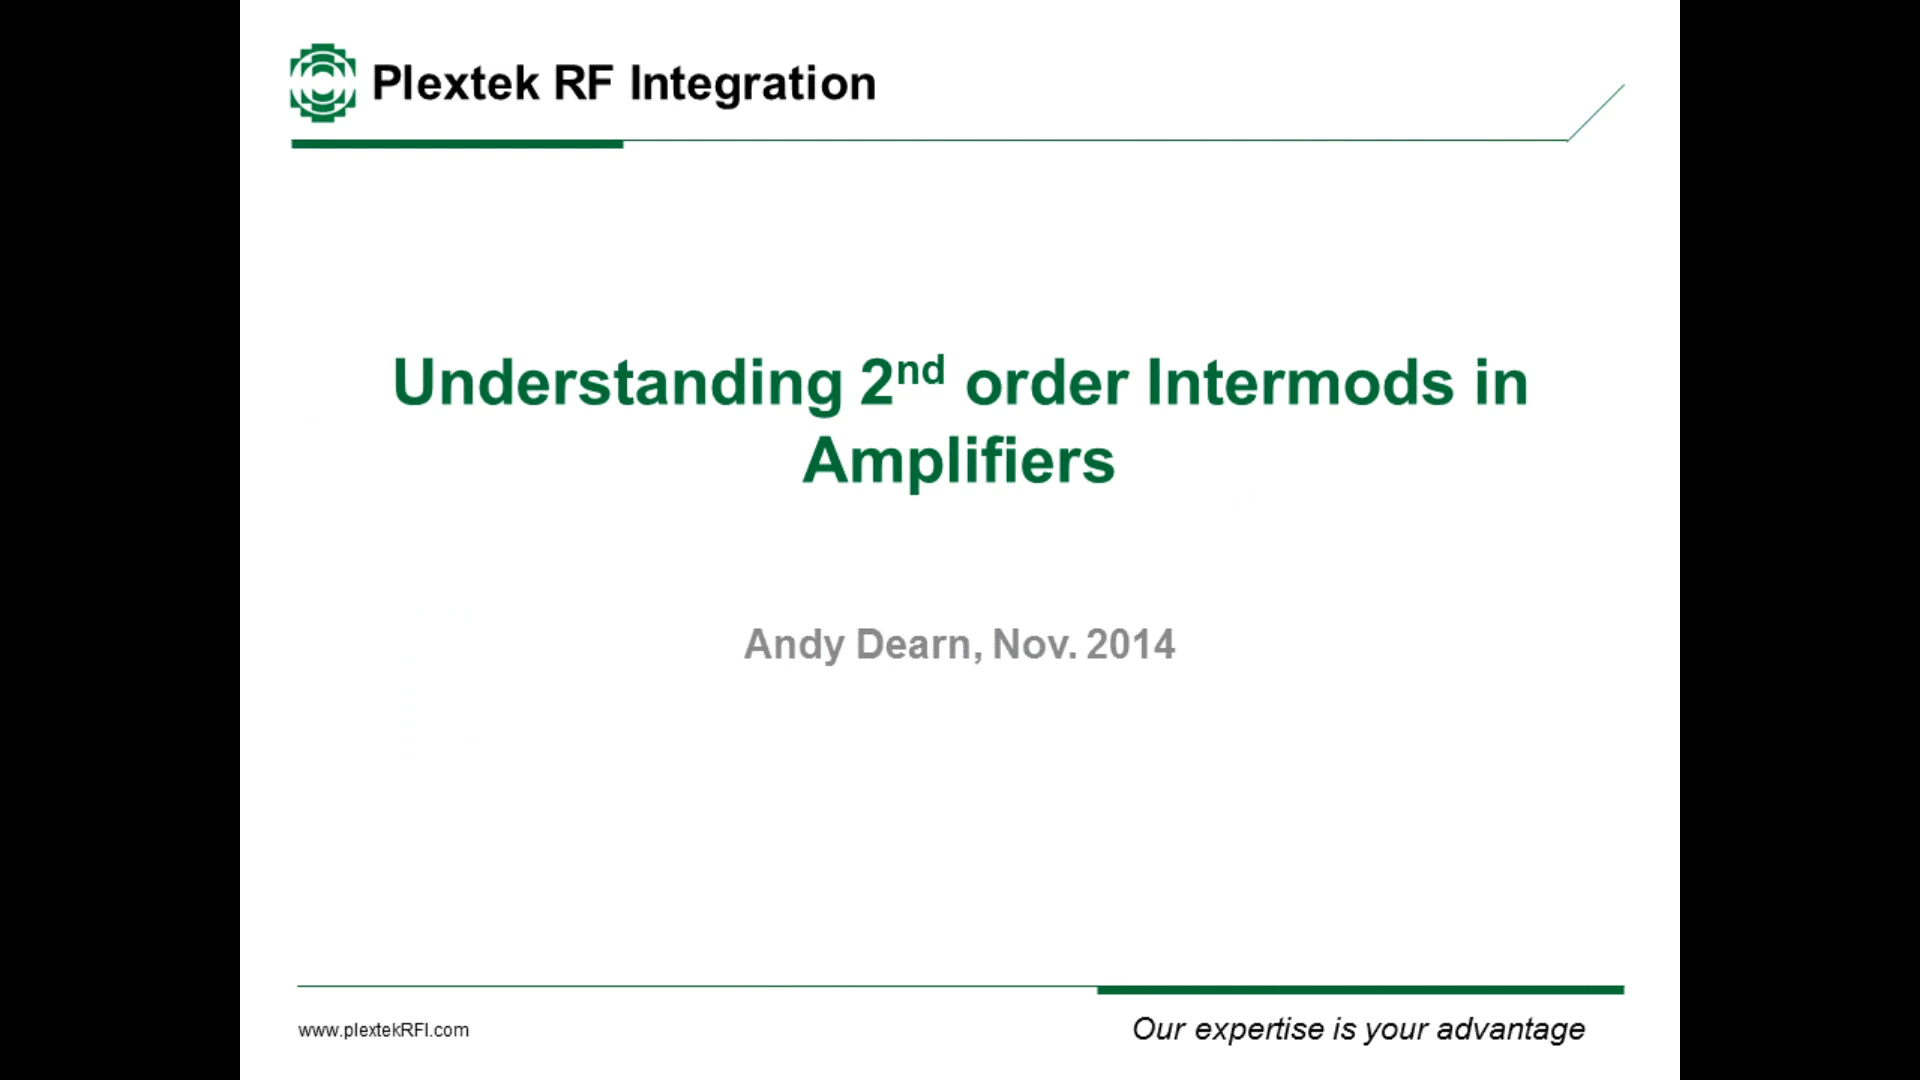 Plextek RF Integration
Understanding 2nd order Intermods in
Amplifiers
Andy Dearn, Nov. 2014
www.plextekRFI.com
Our expertise is your advantage